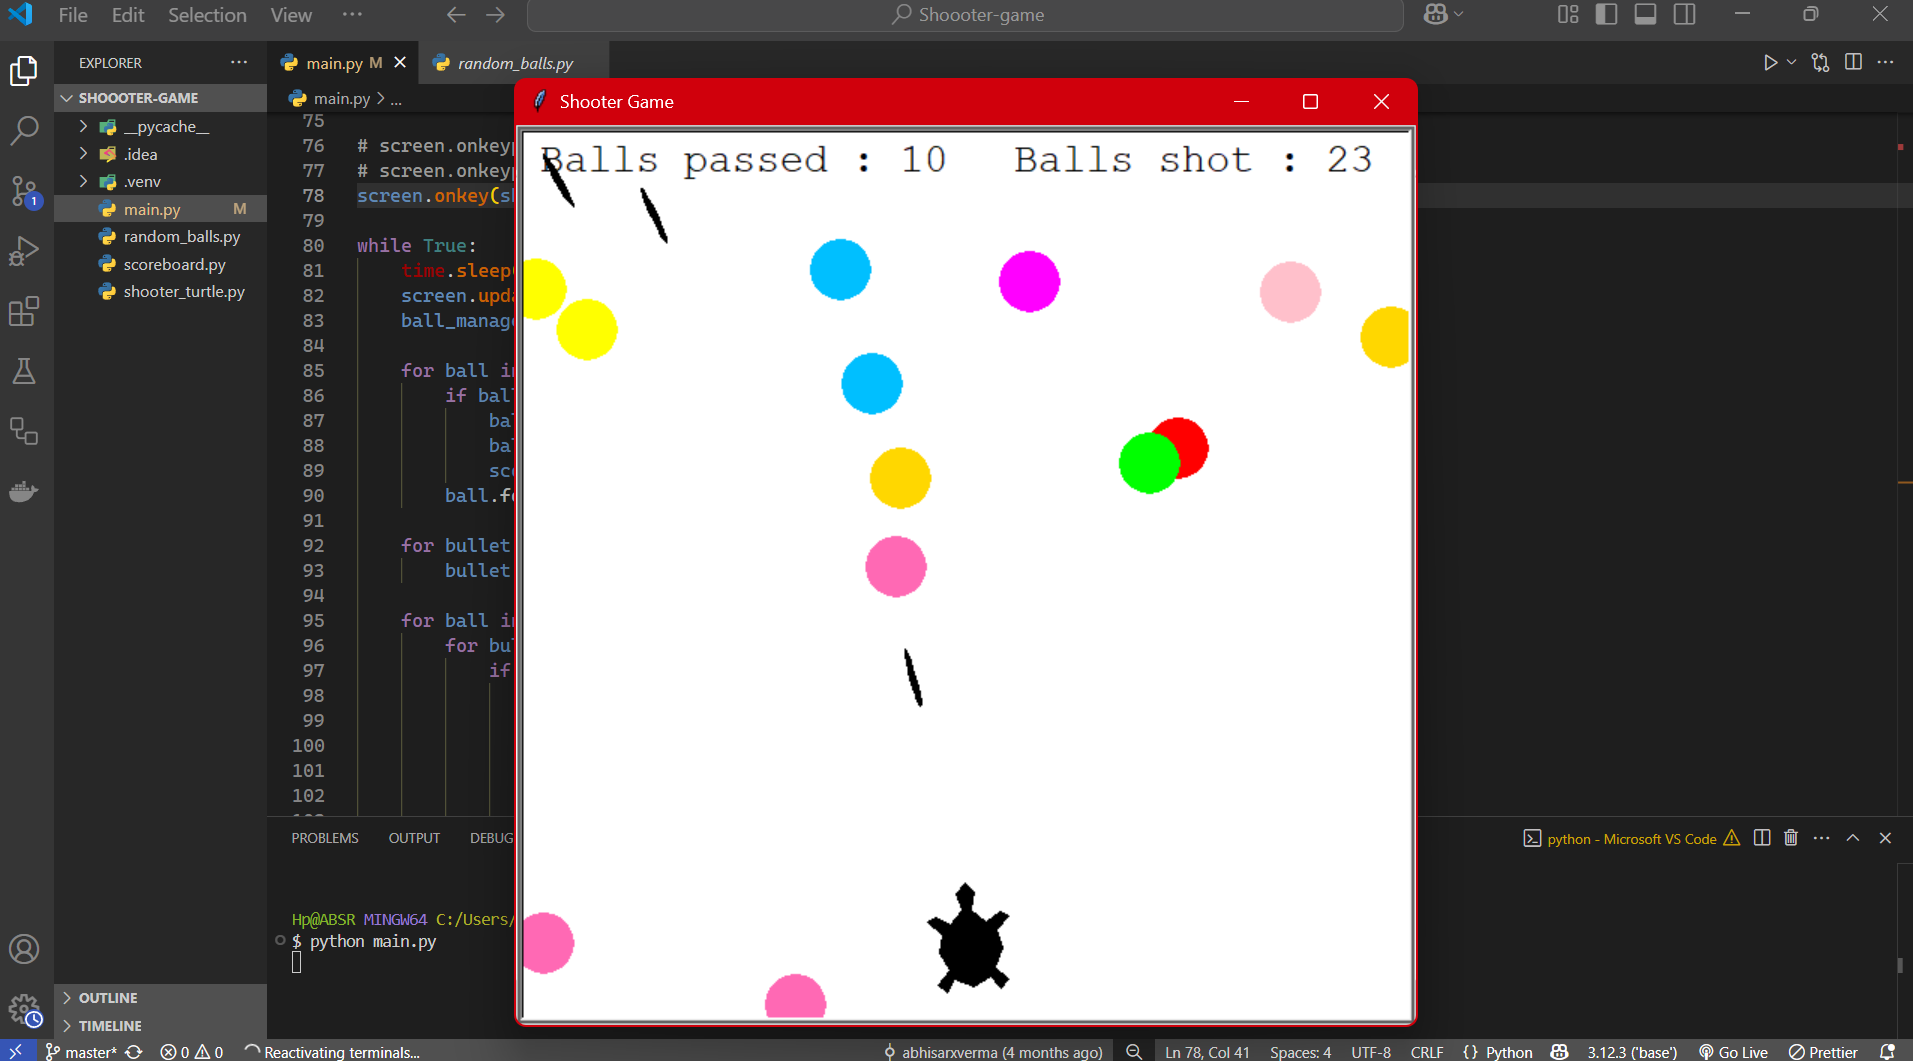 File Edit Selection View ··· Shoooter-game
EXPLORER ···
SHOOOTER-GAME
__pycache__
.idea
.venv
main.py M
random_balls.py
scoreboard.py
shooter_turtle.py
OUTLINE
TIMELINE
main.py M random_balls.py
main.py > ...
75
76 # screen.onkey
77 # screen.onkey
78 screen.onkey(s
79
80 while True:
81 time.sleep
82 screen.upd
83 ball_manag
84
85 for ball i
86 if bal
87 ba
88 ba
89 sc
90 ball.f
91
92 for bullet
93 bullet
94
95 for ball i
96 for bu
97 if
98
99
100
101
102
Shooter Game
Balls passed : 10 Balls shot : 23
PROBLEMS OUTPUT DEBUG
python - Microsoft VS Code
Hp@ABSR MINGW64 C:/Users/
$ python main.py
1
master* 0 0 Reactivating terminals... abhisarxverma (4 months ago) Ln 78, Col 41 Spaces: 4 UTF-8 CRLF {} Python 3.12.3 ('base') Go Live Prettier